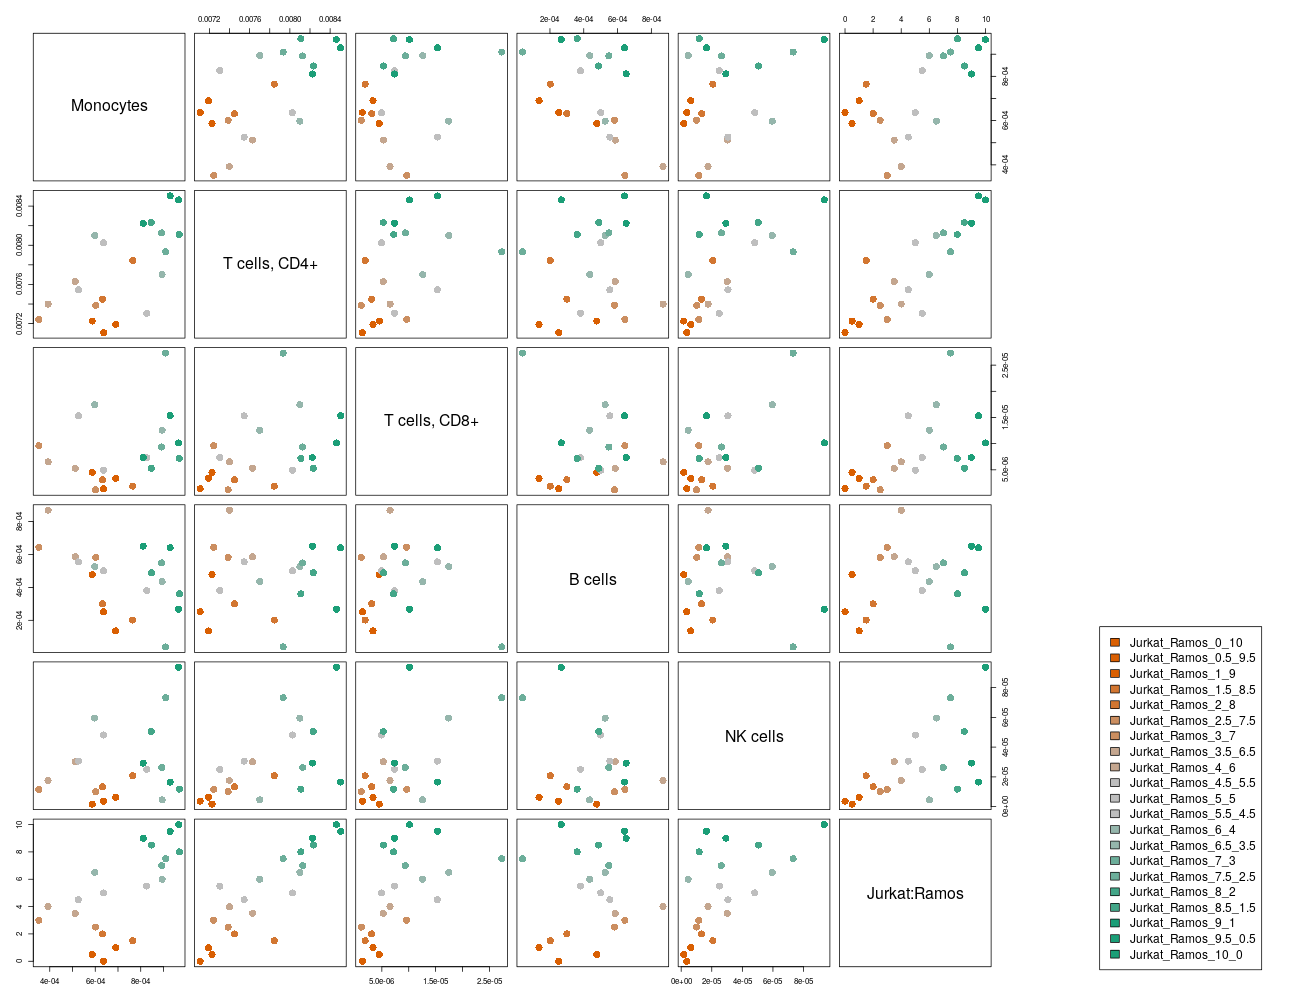 0.0072 0.0076 0.0080 0.0084
2e-04 4e-04 6e-04 8e-04
0 2 4 6 8 10
Monocytes
4e-04 6e-04 8e-04
0.0072 0.0076 0.0080 0.0084
T cells, CD4+
T cells, CD8+
5.0e-06 1.5e-05 2.5e-05
2e-04 4e-04 6e-04 8e-04
B cells
NK cells
0e+00 2e-05 4e-05 6e-05 8e-05
0 2 4 6 8 10
Jurkat:Ramos
4e-04 6e-04 8e-04
5.0e-06 1.5e-05 2.5e-05
0e+00 2e-05 4e-05 6e-05 8e-05
Jurkat_Ramos_0_10
Jurkat_Ramos_0.5_9.5
Jurkat_Ramos_1_9
Jurkat_Ramos_1.5_8.5
Jurkat_Ramos_2_8
Jurkat_Ramos_2.5_7.5
Jurkat_Ramos_3_7
Jurkat_Ramos_3.5_6.5
Jurkat_Ramos_4_6
Jurkat_Ramos_4.5_5.5
Jurkat_Ramos_5_5
Jurkat_Ramos_5.5_4.5
Jurkat_Ramos_6_4
Jurkat_Ramos_6.5_3.5
Jurkat_Ramos_7_3
Jurkat_Ramos_7.5_2.5
Jurkat_Ramos_8_2
Jurkat_Ramos_8.5_1.5
Jurkat_Ramos_9_1
Jurkat_Ramos_9.5_0.5
Jurkat_Ramos_10_0